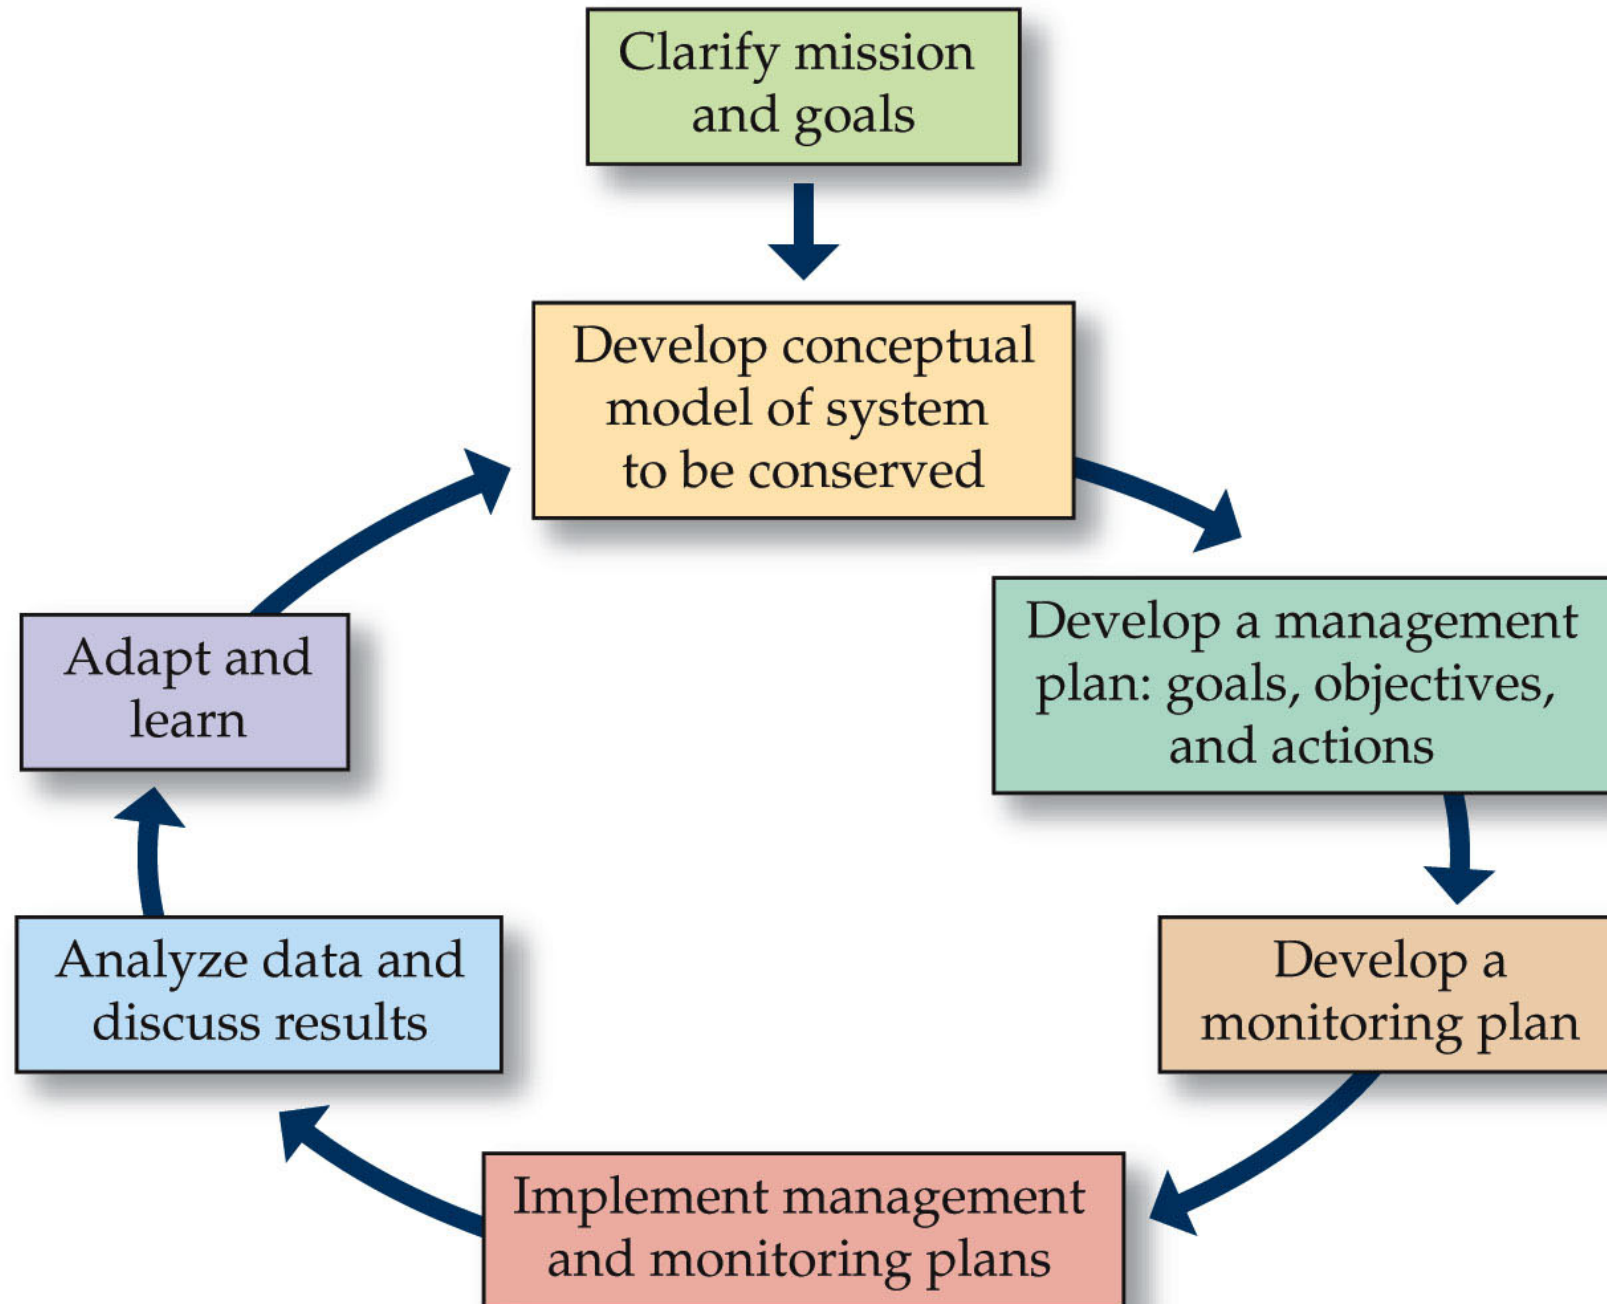 Clarify mission
and goals
Develop conceptual
model of system
to be conserved
Develop a management
plan: goals, objectives,
and actions
Develop a
monitoring plan
Implement management
and monitoring plans
Analyze data and
discuss results
Adapt and
learn